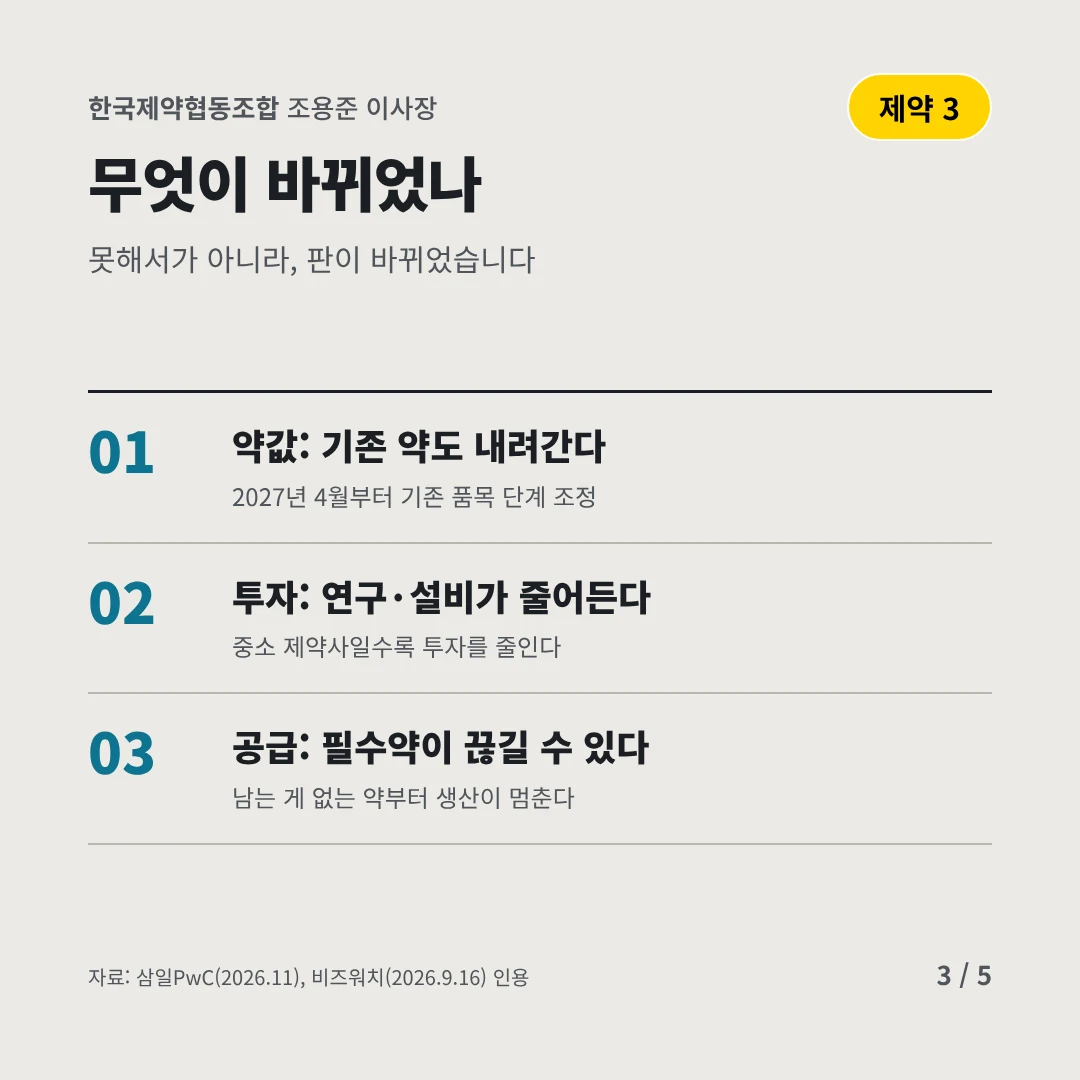 한국제약협동조합 조용준 이사장
제약 3
무엇이 바뀌었나
못해서가 아니라, 판이 바뀌었습니다
01
약값: 기존 약도 내려간다
2027년 4월부터 기존 품목 단계 조정
02
투자: 연구·설비가 줄어든다
중소 제약사일수록 투자를 줄인다
03
공급: 필수약이 끊길 수 있다
남는 게 없는 약부터 생산이 멈춘다
자료: 삼일PwC(2026.11), 비즈워치(2026.9.16) 인용
3 / 5